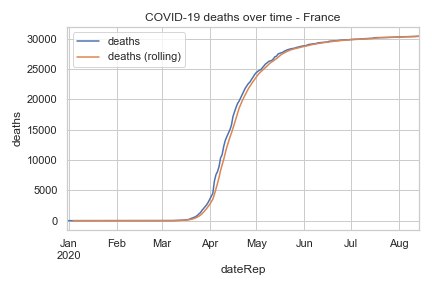 COVID-19 deaths over time - France
deaths
deaths (rolling)
30000
25000
20000
15000
10000
5000
0
deaths
Jan Feb Mar Apr May Jun Jul Aug
2020
dateRep